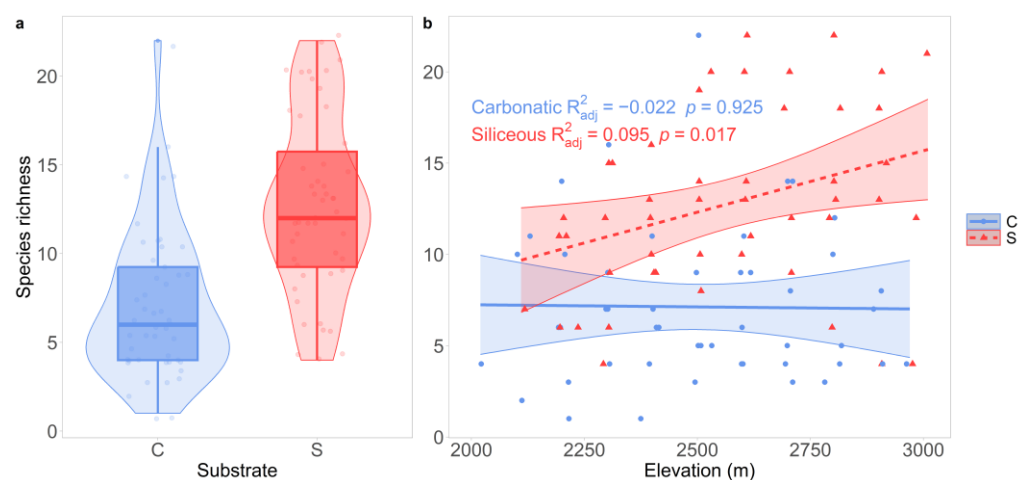 a
Species richness
20
15
10
5
0
C S
Substrate
b
20
15
10
5
0
Carbonatic R²adj = −0.022 p = 0.925
Siliceous R²adj = 0.095 p = 0.017
2000 2250 2500 2750 3000
Elevation (m)
C
S